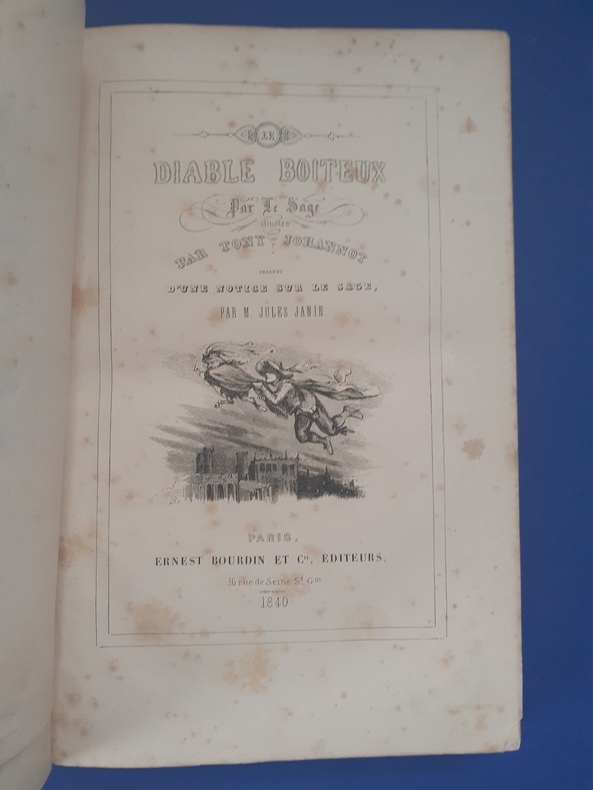 LE
DIABLE BOITEUX
Par Le Sage
illustré
PAR TONY JOHANNOT
PRÉCÉDÉ
D'UNE NOTICE SUR LE SAGE,
PAR M. JULES JANIN
PARIS,
ERNEST BOURDIN ET Cie, EDITEURS,
16 rue de Seine St. Gin
1840